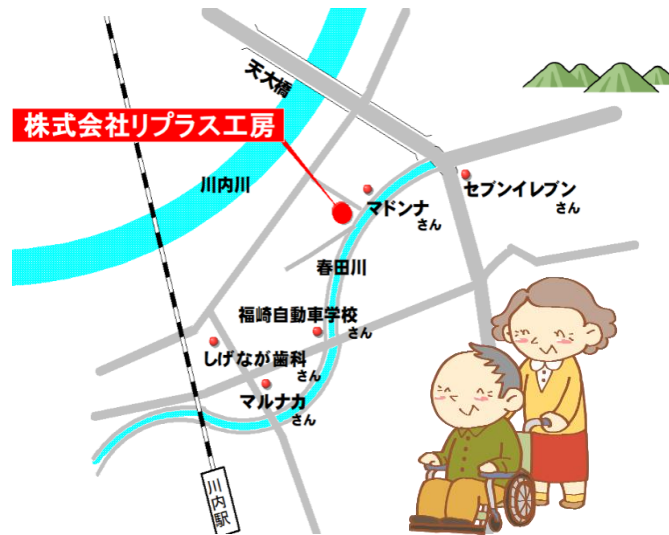 天大橋
株式会社リプラス工房
川内川
マドンナ
さん
セブンイレブン
さん
春田川
福崎自動車学校
さん
しげなが歯科
さん
マルナカ
さん
川内駅